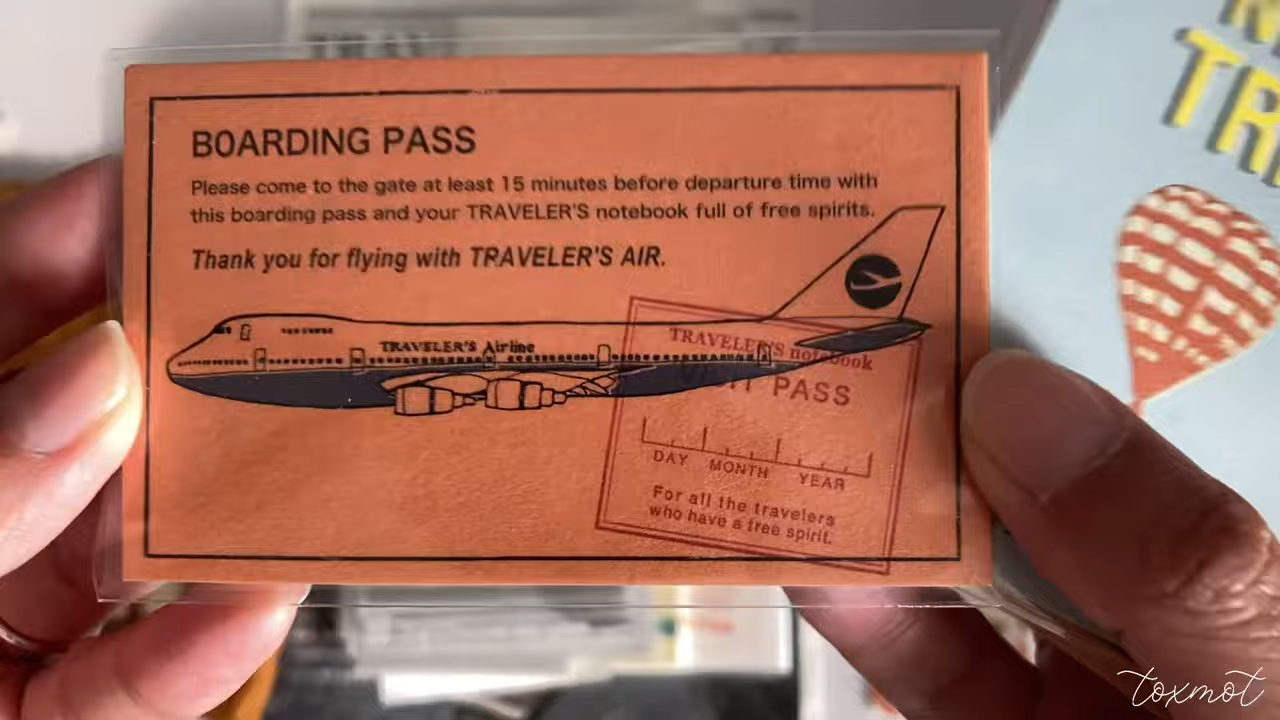 BOARDING PASS
Please come to the gate at least 15 minutes before departure time with
this boarding pass and your TRAVELER'S notebook full of free spirits.
Thank you for flying with TRAVELER'S AIR.
TRAVELER'S Airline
TRAVELER'S notebook
PASS
DAY MONTH YEAR
For all the travelers
who have a free spirit.
toxmot